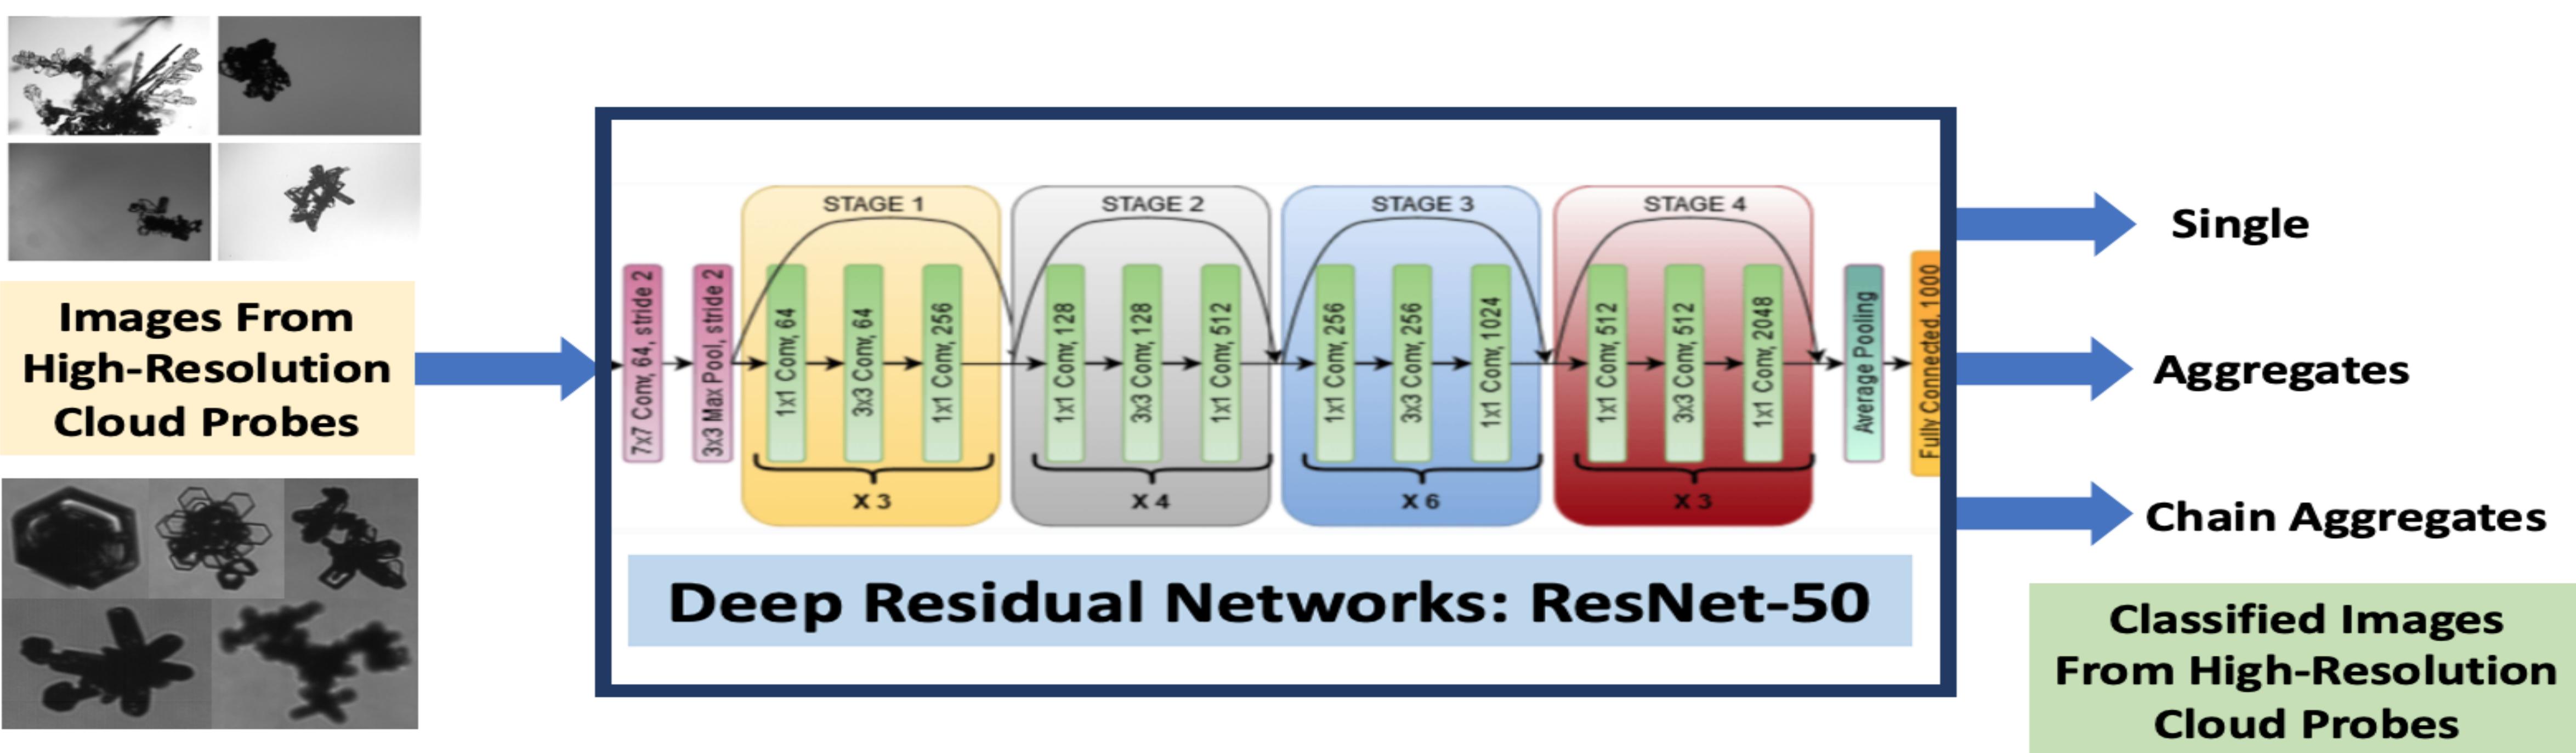 Images From
High-Resolution
Cloud Probes
STAGE 1
STAGE 2
STAGE 3
STAGE 4
7x7 Conv, 64, stride 2
3x3 Max Pool, stride 2
1x1 Conv, 64
3x3 Conv, 64
1x1 Conv, 256
1x1 Conv, 128
3x3 Conv, 128
1x1 Conv, 512
1x1 Conv, 256
3x3 Conv, 256
1x1 Conv, 1024
1x1 Conv, 512
3x3 Conv, 512
1x1 Conv, 2048
Average Pooling
Fully Connected, 1000
X 3
X 4
X 6
X 3
Deep Residual Networks: ResNet-50
Single
Aggregates
Chain Aggregates
Classified Images
From High-Resolution
Cloud Probes